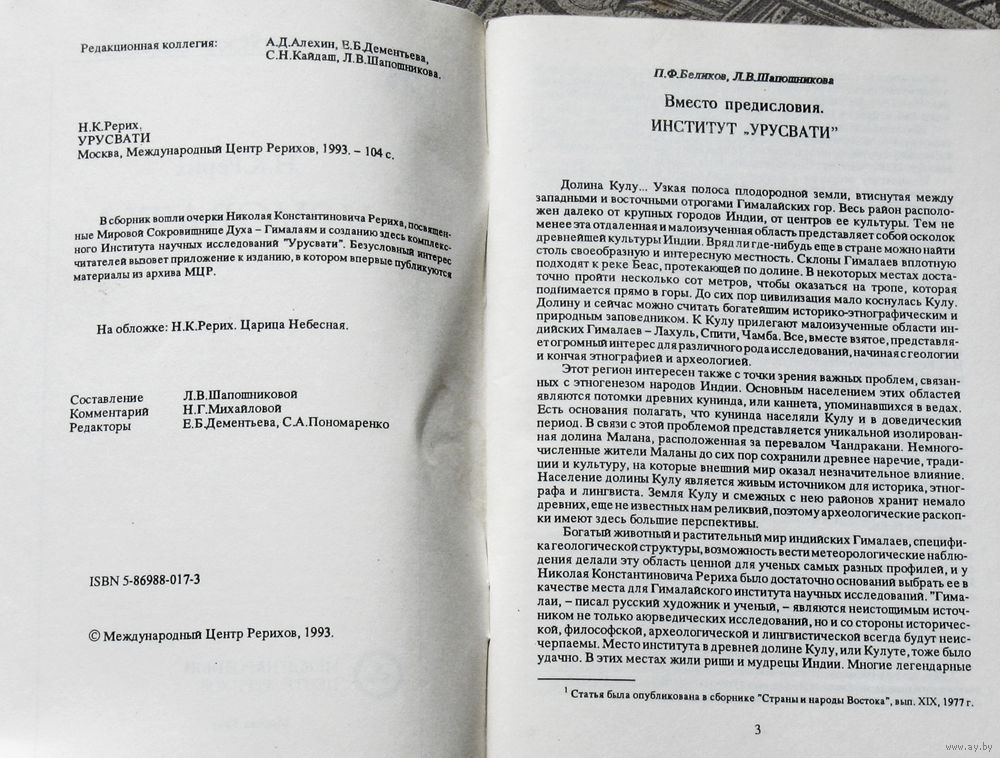 Редакционная коллегия: А.Д.Алехин, Е.Б.Дементьева,
С.Н.Кайдаш, Л.В.Шапошникова.
Н.К.Рерих.
УРУСВАТИ
Москва, Международный Центр Рерихов, 1993. – 104 с.
В сборник вошли очерки Николая Константиновича Рериха, посвящен-
ные Мировой Сокровищнице Духа – Гималаям и созданию здесь комплекс-
ного Института научных исследований "Урусвати". Безусловный интерес
читателей вызовет приложение к изданию, в котором впервые публикуются
материалы из архива МЦР.
На обложке: Н.К.Рерих. Царица Небесная.
Составление Л.В.Шапошниковой
Комментарий Н.Г.Михайловой
Редакторы Е.Б.Дементьева, С.А.Пономаренко
ISBN 5-86988-017-3
© Международный Центр Рерихов, 1993.
П.Ф.Беликов, Л.В.Шапошникова
Вместо предисловия.
ИНСТИТУТ „УРУСВАТИ”
Долина Кулу... Узкая полоса плодородной земли, втиснутая между
западными и восточными отрогами Гималайских гор. Весь район располо-
жен далеко от крупных городов Индии, от центров ее культуры. Тем не
менее эта отдаленная и малоизученная область представляет собой осколок
древнейшей культуры Индии. Вряд ли где-нибудь еще в стране можно найти
столь своеобразную и интересную местность. Склоны Гималаев вплотную
подходят к реке Беас, протекающей по долине. В некоторых местах доста-
точно пройти несколько сот метров, чтобы оказаться на тропе, которая
поднимается прямо в горы. До сих пор цивилизация мало коснулась Кулу.
Долину и сейчас можно считать богатейшим историко-этнографическим и
природным заповедником. К Кулу прилегают малоизученные области ин-
дийских Гималаев – Лахуль, Спити, Чамба. Все, вместе взятое, представля-
ет огромный интерес для различного рода исследований, начиная с геологии
и кончая этнографией и археологией.
Этот регион интересен также с точки зрения важных проблем, связан-
ных с этногенезом народов Индии. Основным населением этих областей
являются потомки древних кунинда, или каннета, упоминавшихся в ведах.
Есть основания полагать, что кунинда населяли Кулу и в доведический
период. В связи с этой проблемой представляется уникальной изолирован-
ная долина Малана, расположенная за перевалом Чандракани. Немного-
численные жители Маланы до сих пор сохранили древнее наречие, тради-
ции и культуру, на которые внешний мир оказал незначительное влияние.
Население долины Кулу является живым источником для историка, этног-
рафа и лингвиста. Земля Кулу и смежных с нею районов хранит немало
древних, еще не известных нам реликвий, поэтому археологические раскоп-
ки имеют здесь большие перспективы.
Богатый животный и растительный мир индийских Гималаев, специфи-
ка геологической структуры, возможность вести метеорологические наблю-
дения делали эту область ценной для ученых самых разных профилей, и у
Николая Константиновича Рериха было достаточно оснований выбрать ее в
качестве места для Гималайского института научных исследований. "Гима-
лаи, – писал русский художник и ученый, – являются неистощимым источ-
ником не только аюрведических исследований, но и со стороны историчес-
кой, философской, археологической и лингвистической всегда будут неис-
черпаемы. Место института в древней долине Кулу, или Кулуте, тоже было
удачно. В этих местах жили риши и мудрецы Индии. Многие легендарные
1 Статья была опубликована в сборнике "Страны и народы Востока", вып. XIX, 1977 г.
3
www.ay.by